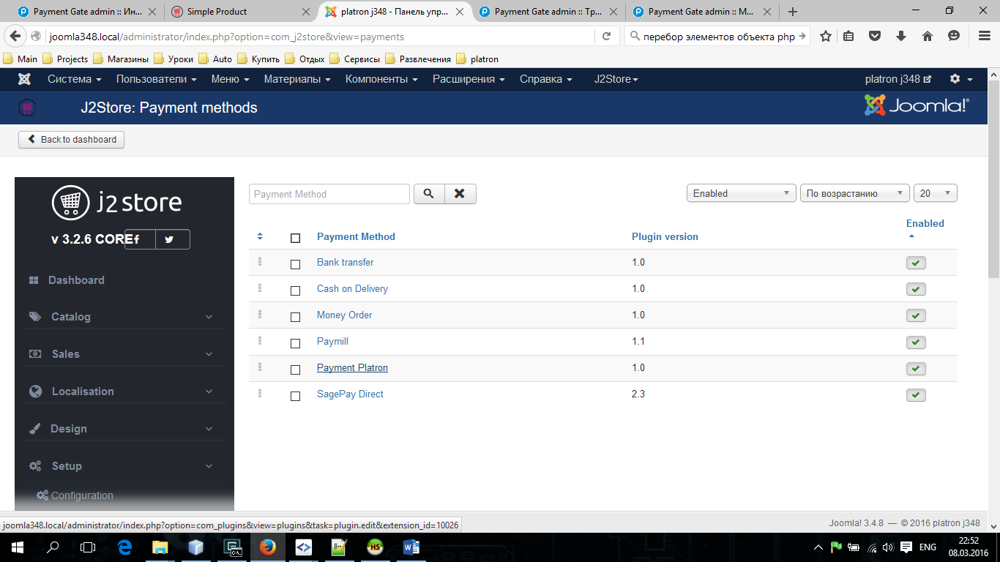 Payment Gate admin :: Ин... Simple Product platron j348 - Панель упр... Payment Gate admin :: Тр... Payment Gate admin :: М...
joomla348.local/administrator/index.php?option=com_j2store&view=payments перебор элементов объекта php
Main Projects Магазины Уроки Auto Купить Отдых Сервисы Развлечения platron
Система Пользователи Меню Материалы Компоненты Расширения Справка J2Store platron j348
J2Store: Payment methods Joomla!®
Back to dashboard
j2store
v 3.2.6 CORE
Dashboard
Catalog
Sales
Localisation
Design
Setup
Configuration
Payment Method Enabled По возрастанию 20
Payment Method Plugin version Enabled
Bank transfer 1.0
Cash on Delivery 1.0
Money Order 1.0
Paymill 1.1
Payment Platron 1.0
SagePay Direct 2.3
joomla348.local/administrator/index.php?option=com_plugins&view=plugins&task=plugin.edit&extension_id=10026
Joomla! 3.4.8 — © 2016 platron j348
C:\ HS ENG 22:52
08.03.2016